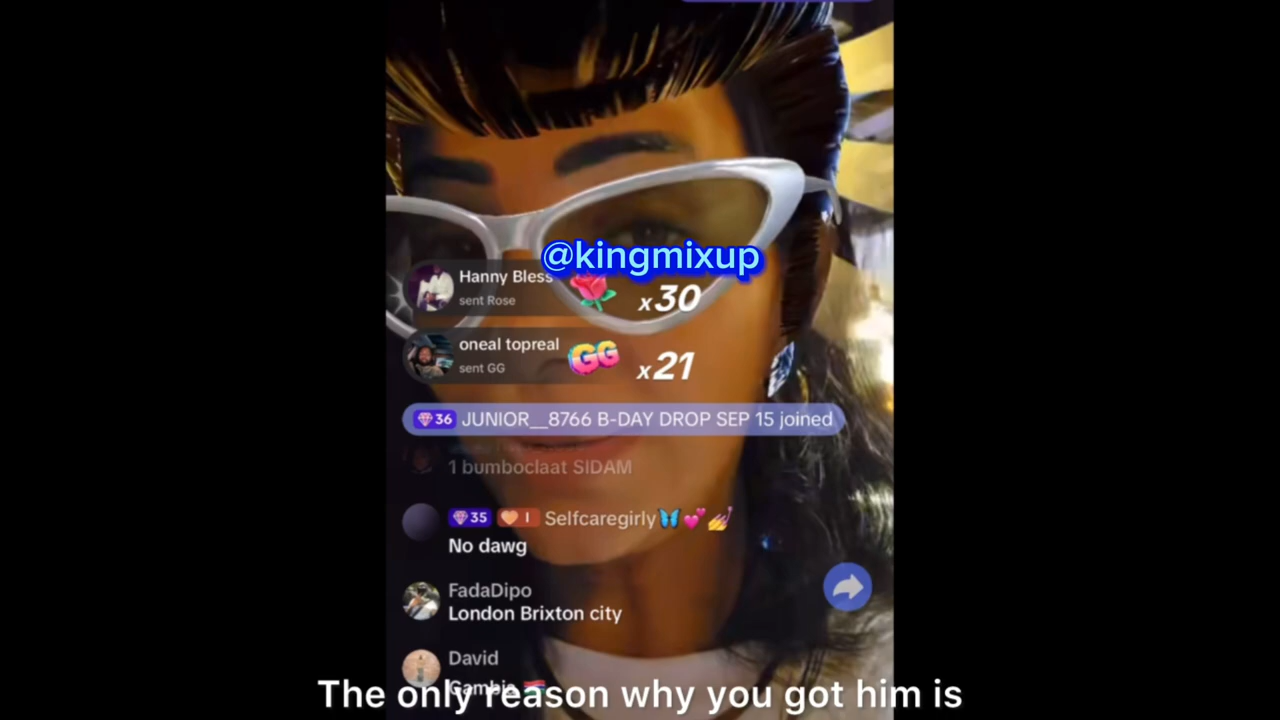 @kingmixup
Hanny Bless
sent Rose
x30
oneal topreal
sent GG
GG
x21
36 JUNIOR__8766 B-DAY DROP SEP 15 joined
1 bumboclaat SIDAM
35 I Selfcaregirly🦋💕💅
No dawg
FadaDipo
London Brixton city
David
Gambia 🇬🇲
The only reason why you got him is